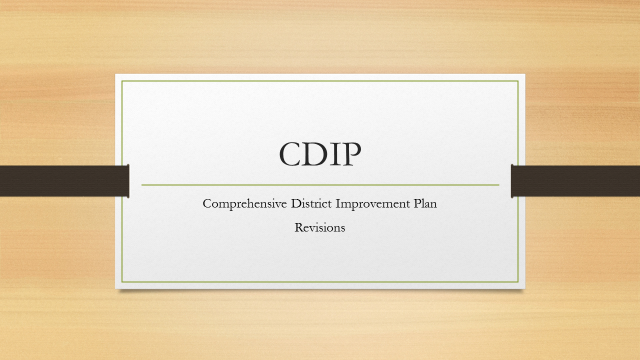 CDIP
Comprehensive District Improvement Plan
Revisions